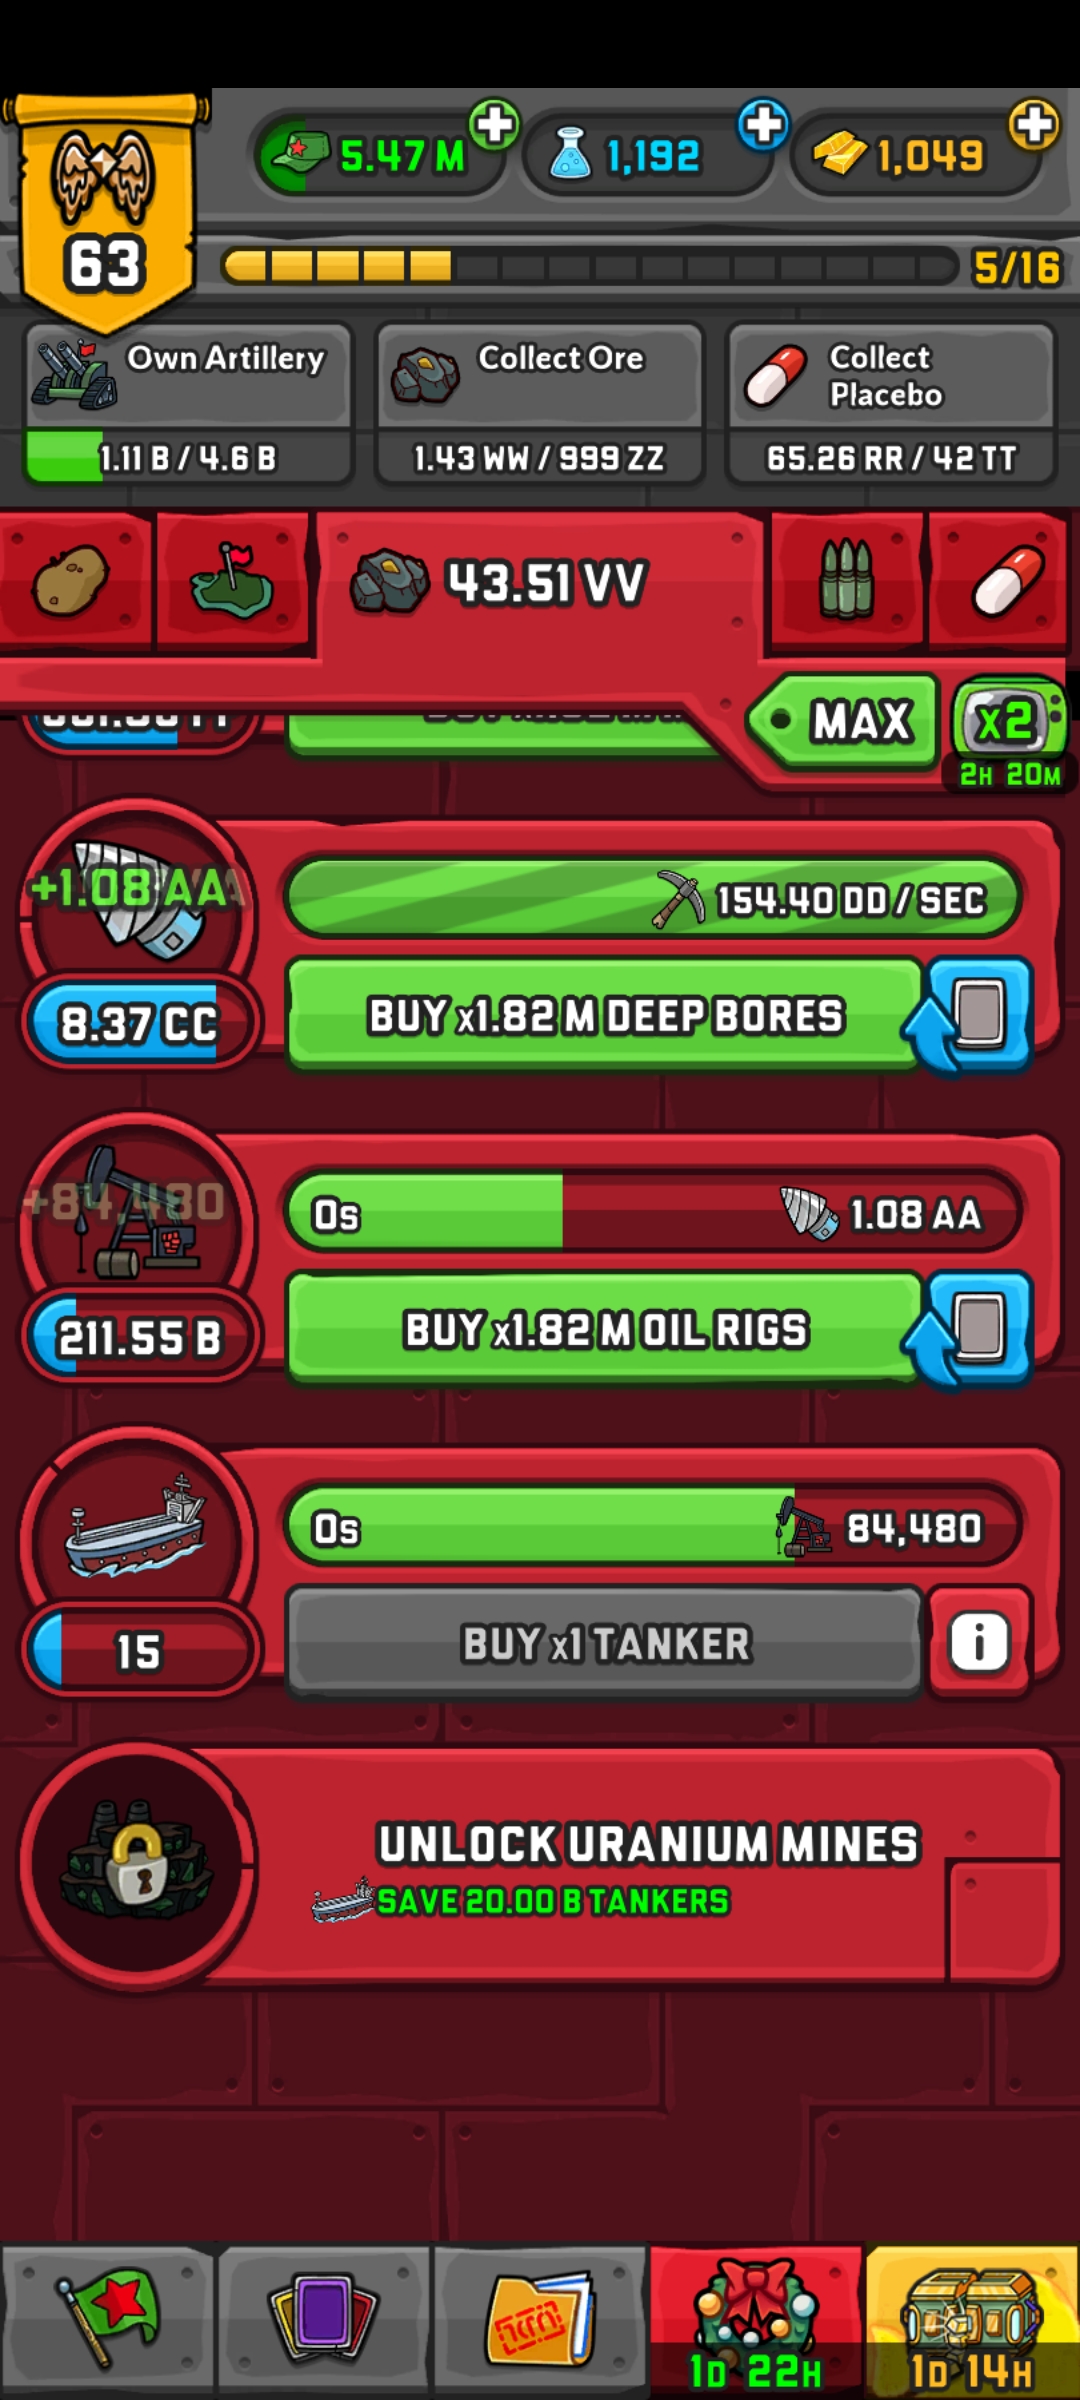 5.47 M
1,192
1,049
63
5/16
Own Artillery
1.11 B / 4.6 B
Collect Ore
1.43 WW / 999 ZZ
Collect
Placebo
65.26 RR / 42 TT
43.51 VV
MAX
x2
2H 20M
+1.08 AA
154.40 DD / SEC
8.37 CC
BUY x1.82 M DEEP BORES
+84,480
0s
1.08 AA
211.55 B
BUY x1.82 M OIL RIGS
0s
84,480
15
BUY x1 TANKER
i
UNLOCK URANIUM MINES
SAVE 20.00 B TANKERS
1D 22H
1D 14H